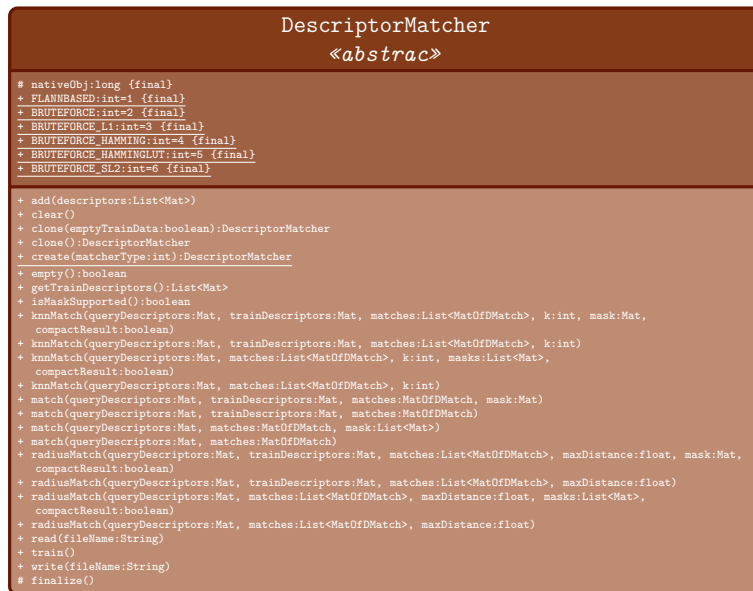 DescriptorMatcher
«abstrac»
# nativeObj:long {final}
+ FLANNBASED:int=1 {final}
+ BRUTEFORCE:int=2 {final}
+ BRUTEFORCE_L1:int=3 {final}
+ BRUTEFORCE_HAMMING:int=4 {final}
+ BRUTEFORCE_HAMMINGLUT:int=5 {final}
+ BRUTEFORCE_SL2:int=6 {final}
+ add(descriptors:List<Mat>)
+ clear()
+ clone(emptyTrainData:boolean):DescriptorMatcher
+ clone():DescriptorMatcher
+ create(matcherType:int):DescriptorMatcher
+ empty():boolean
+ getTrainDescriptors():List<Mat>
+ isMaskSupported():boolean
+ knnMatch(queryDescriptors:Mat, trainDescriptors:Mat, matches:List<MatOfDMatch>, k:int, mask:Mat,
compactResult:boolean)
+ knnMatch(queryDescriptors:Mat, trainDescriptors:Mat, matches:List<MatOfDMatch>, k:int)
+ knnMatch(queryDescriptors:Mat, matches:List<MatOfDMatch>, k:int, masks:List<Mat>,
compactResult:boolean)
+ knnMatch(queryDescriptors:Mat, matches:List<MatOfDMatch>, k:int)
+ match(queryDescriptors:Mat, trainDescriptors:Mat, matches:MatOfDMatch, mask:Mat)
+ match(queryDescriptors:Mat, trainDescriptors:Mat, matches:MatOfDMatch)
+ match(queryDescriptors:Mat, matches:MatOfDMatch, mask:List<Mat>)
+ match(queryDescriptors:Mat, matches:MatOfDMatch)
+ radiusMatch(queryDescriptors:Mat, trainDescriptors:Mat, matches:List<MatOfDMatch>, maxDistance:float, mask:Mat,
compactResult:boolean)
+ radiusMatch(queryDescriptors:Mat, trainDescriptors:Mat, matches:List<MatOfDMatch>, maxDistance:float)
+ radiusMatch(queryDescriptors:Mat, matches:List<MatOfDMatch>, maxDistance:float, masks:List<Mat>,
compactResult:boolean)
+ radiusMatch(queryDescriptors:Mat, matches:List<MatOfDMatch>, maxDistance:float)
+ read(fileName:String)
+ train()
+ write(fileName:String)
# finalize()